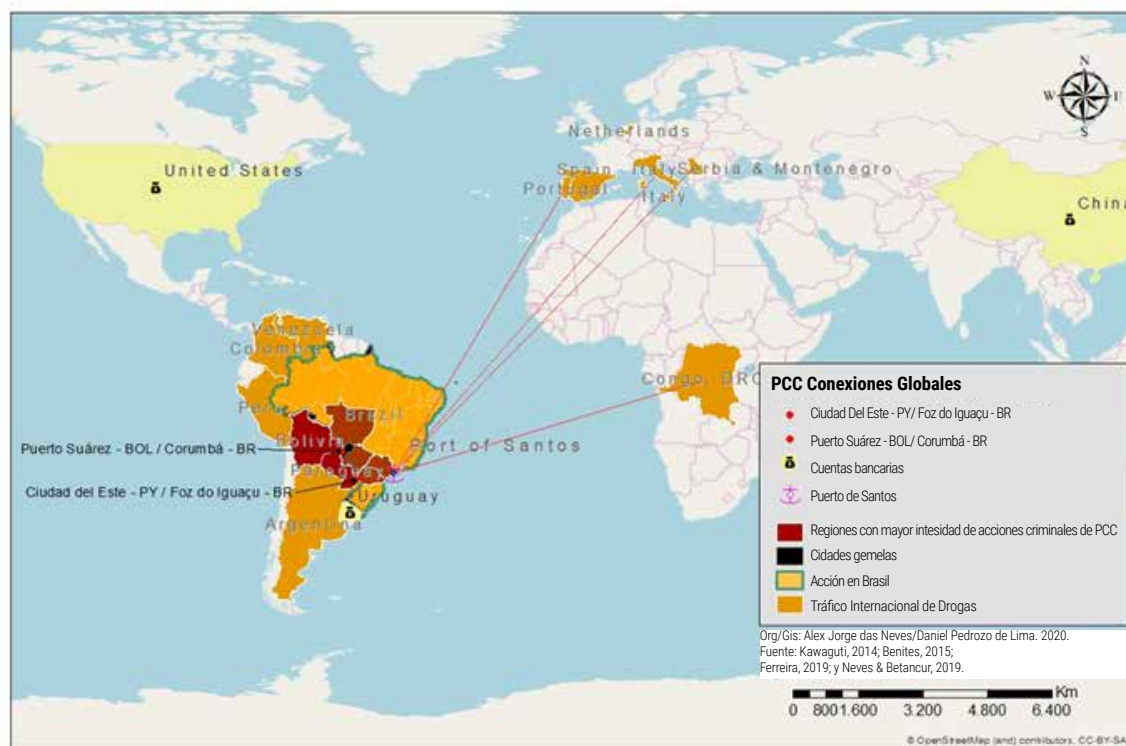 N
W
E
S
Netherlands
United States
Spain
Italy
Serbia & Montenegro
Portugal
Italy
China
Venezuela
Colombia
Congo, DRC
Peru
Brazil
Bolivia
Port of Santos
Puerto Suárez - BOL / Corumbá - BR
Paraguay
Ciudad del Este - PY / Foz do Iguaçu - BR
Uruguay
Argentina
PCC Conexiones Globales
Ciudad Del Este - PY/ Foz do Iguaçu - BR
Puerto Suárez - BOL/ Corumbá - BR
Cuentas bancarias
Puerto de Santos
Regiones con mayor intesidad de acciones criminales de PCC
Cidades gemelas
Acción en Brasil
Tráfico Internacional de Drogas
Org/Gis: Alex Jorge das Neves/Daniel Pedrozo de Lima. 2020.
Fuente: Kawaguti, 2014; Benites, 2015;
Ferreira, 2019; y Neves & Betancur, 2019.
Km
0 800 1.600 3.200 4.800 6.400
© OpenStreetMap (and) contributors, CC-BY-SA